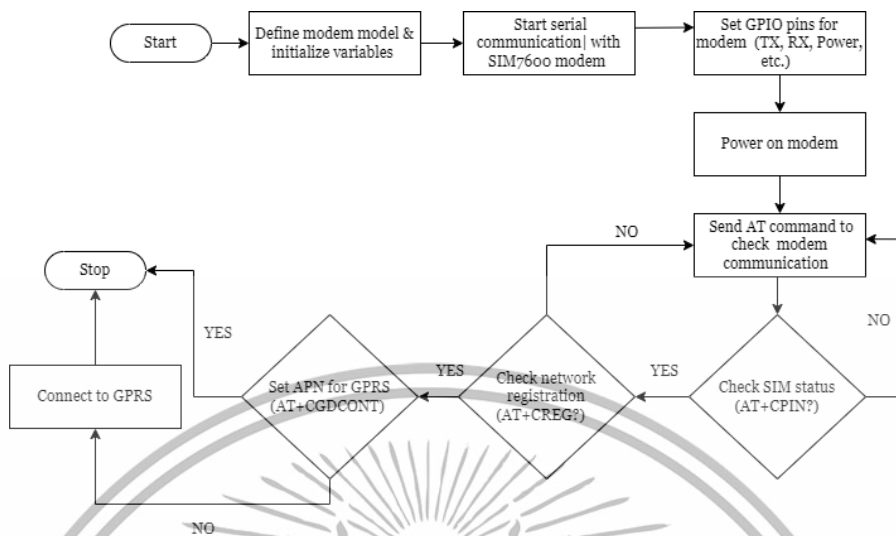 Start
Define modem model &
initialize variables
Start serial
communication| with
SIM7600 modem
Set GPIO pins for
modem (TX, RX, Power,
etc.)
Power on modem
Send AT command to
check modem
communication
NO
NO
Check SIM status
(AT+CPIN?)
YES
Check network
registration
(AT+CREG?)
YES
Set APN for GPRS
(AT+CGDCONT)
YES
NO
Connect to GPRS
Stop